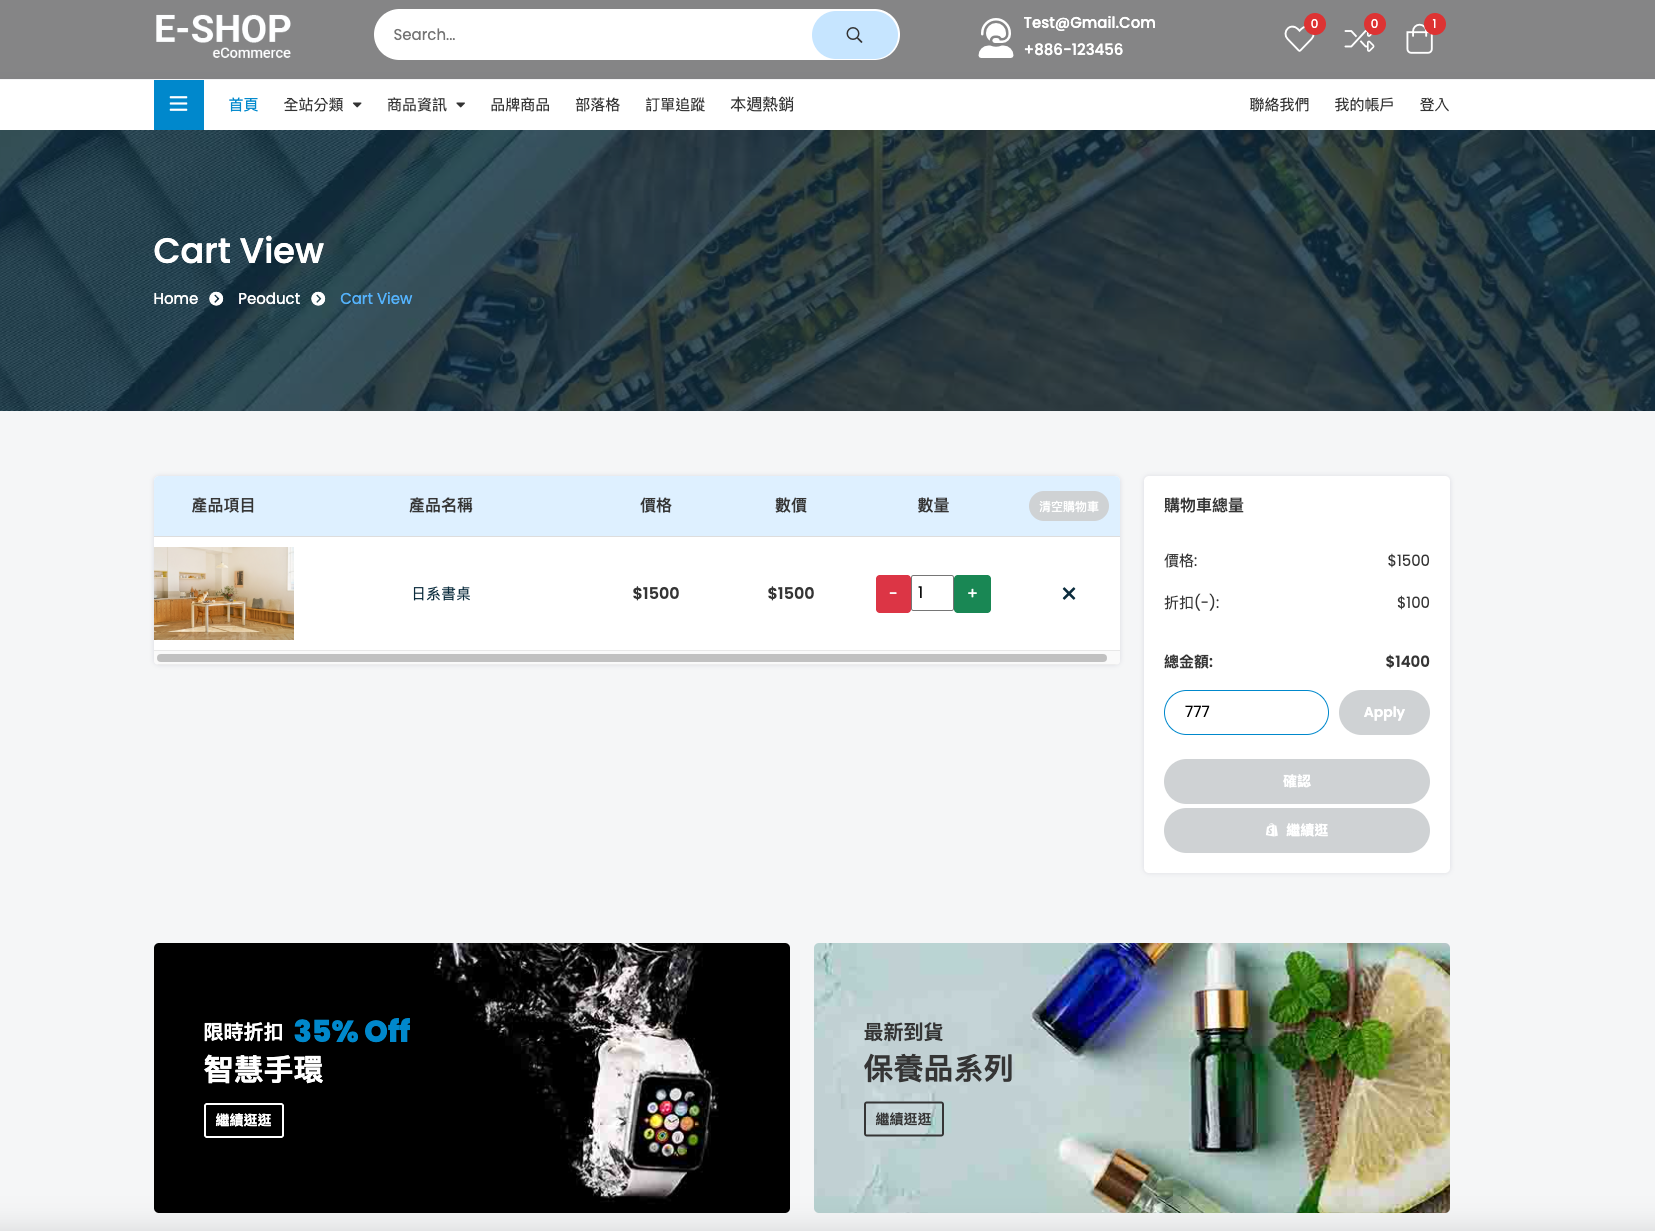 E-SHOP
eCommerce
Search...
Test@Gmail.Com
+886-123456
0
0
1
首頁
全站分類
商品資訊
品牌商品
部落格
訂單追蹤
本週熱銷
聯絡我們
我的帳戶
登入
Cart View
Home
Peoduct
Cart View
產品項目
產品名稱
價格
數價
數量
清空購物車
日系書桌
$1500
$1500
-
1
+
購物車總量
價格:
$1500
折扣(-):
$100
總金額:
$1400
777
Apply
確認
繼續逛
限時折扣 35% Off
智慧手環
繼續逛逛
最新到貨
保養品系列
繼續逛逛